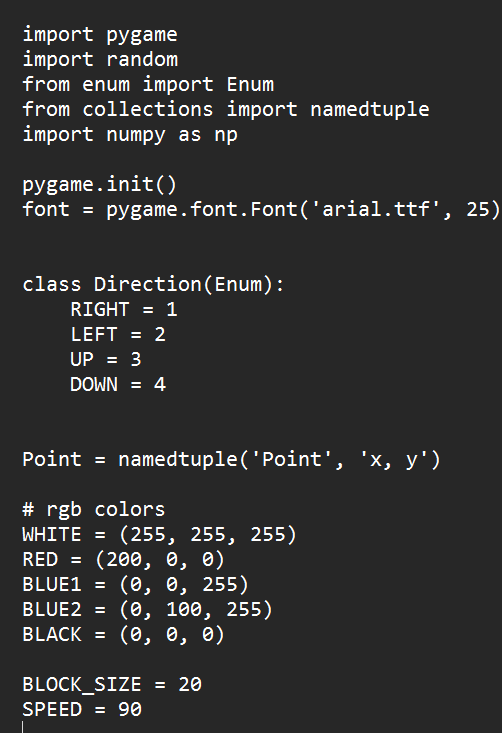 import pygame
import random
from enum import Enum
from collections import namedtuple
import numpy as np

pygame.init()
font = pygame.font.Font('arial.ttf', 25)


class Direction(Enum):
    RIGHT = 1
    LEFT = 2
    UP = 3
    DOWN = 4


Point = namedtuple('Point', 'x, y')

# rgb colors
WHITE = (255, 255, 255)
RED = (200, 0, 0)
BLUE1 = (0, 0, 255)
BLUE2 = (0, 100, 255)
BLACK = (0, 0, 0)

BLOCK_SIZE = 20
SPEED = 90